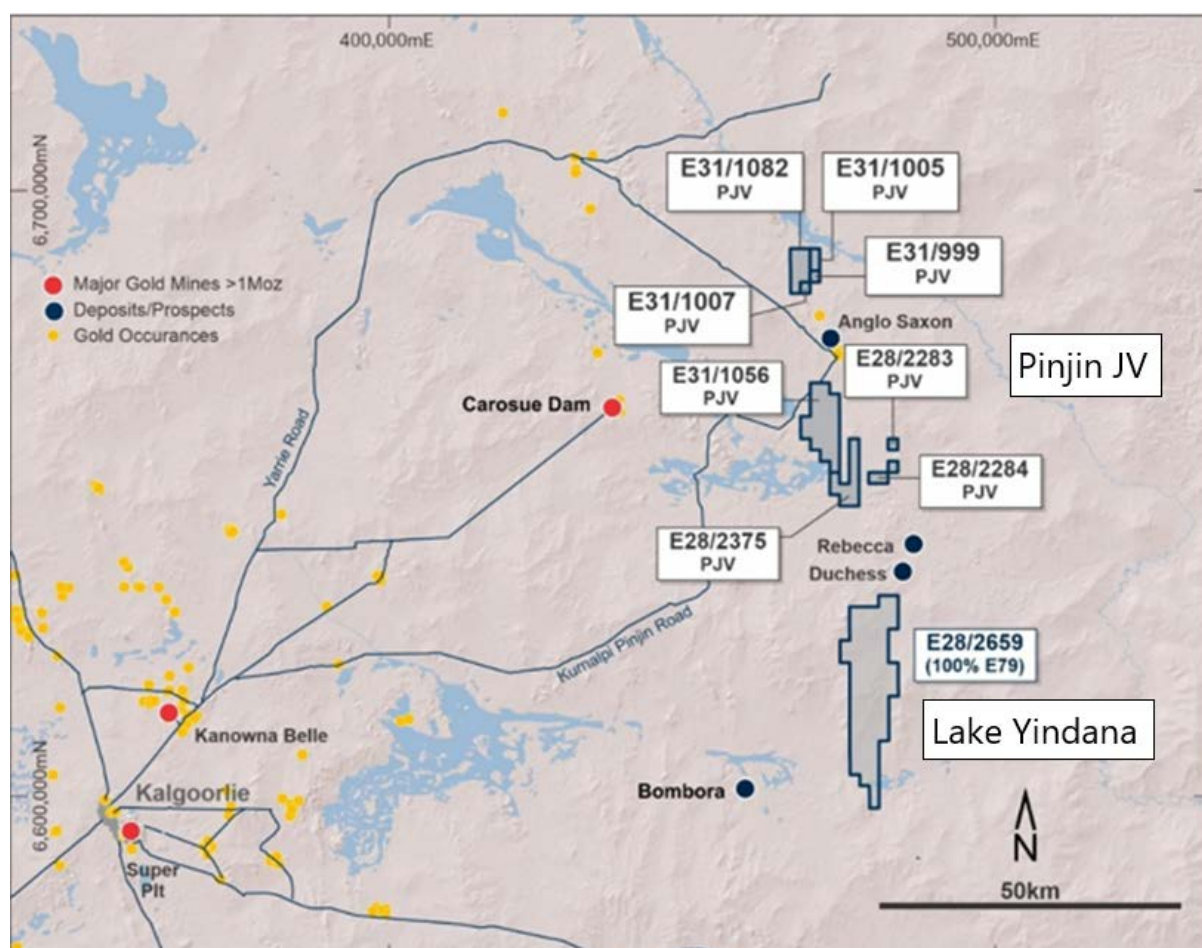 400,000mE
500,000mE
6,700,000mN
E31/1082
PJV
E31/1005
PJV
E31/999
PJV
Major Gold Mines >1Moz
Deposits/Prospects
Gold Occurances
E31/1007
PJV
Anglo Saxon
E28/2283
PJV
Pinjin JV
E31/1056
PJV
Carosue Dam
Yarrie Road
E28/2284
PJV
E28/2375
PJV
Rebecca
Duchess
Kurnalpi Pinjin Road
E28/2659
(100% E79)
Lake Yindana
Kanowna Belle
6,600,000mN
Kalgoorlie
Bombora
Super
Pit
N
50km